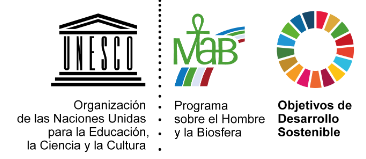 UNESCO
Organización
de las Naciones Unidas
para la Educación,
la Ciencia y la Cultura
MaB
Programa
sobre el Hombre
y la Biosfera
Objetivos de
Desarrollo
Sostenible